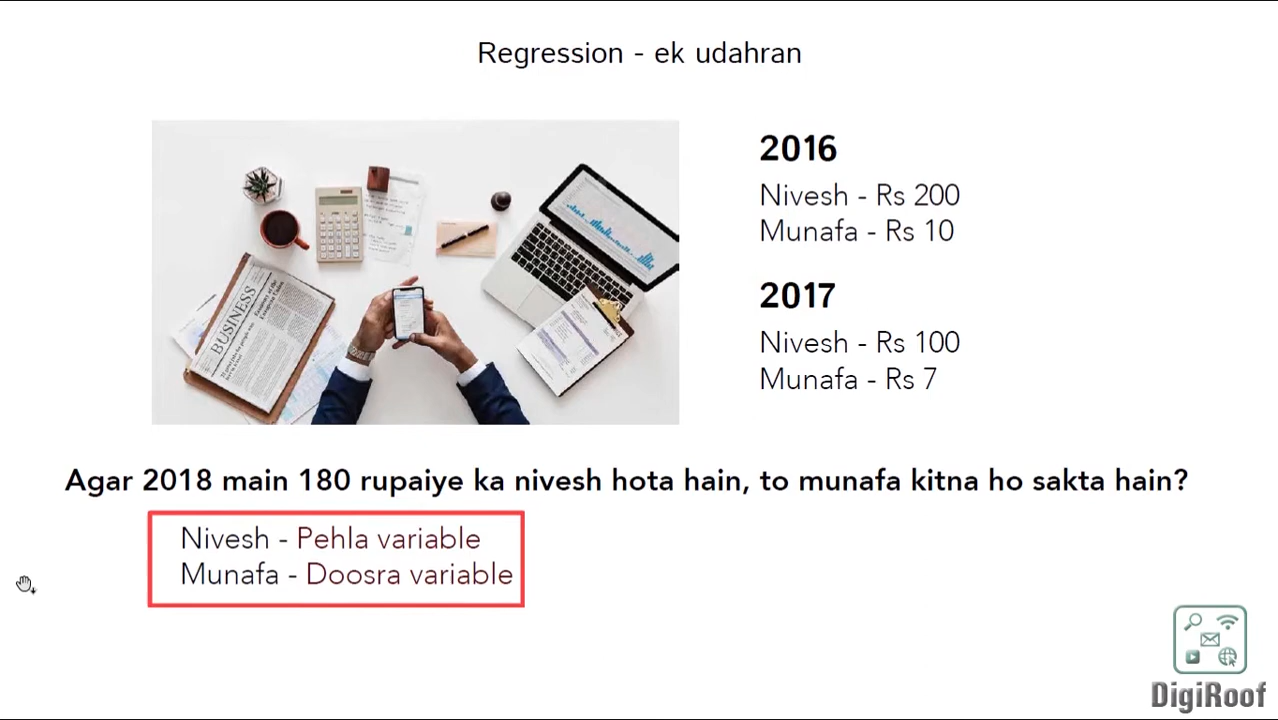 Regression - ek udahran
BUSINESS
2016
Nivesh - Rs 200
Munafa - Rs 10
2017
Nivesh - Rs 100
Munafa - Rs 7
Agar 2018 main 180 rupaiye ka nivesh hota hain, to munafa kitna ho sakta hain?
Nivesh - Pehla variable
Munafa - Doosra variable
DigiRoof